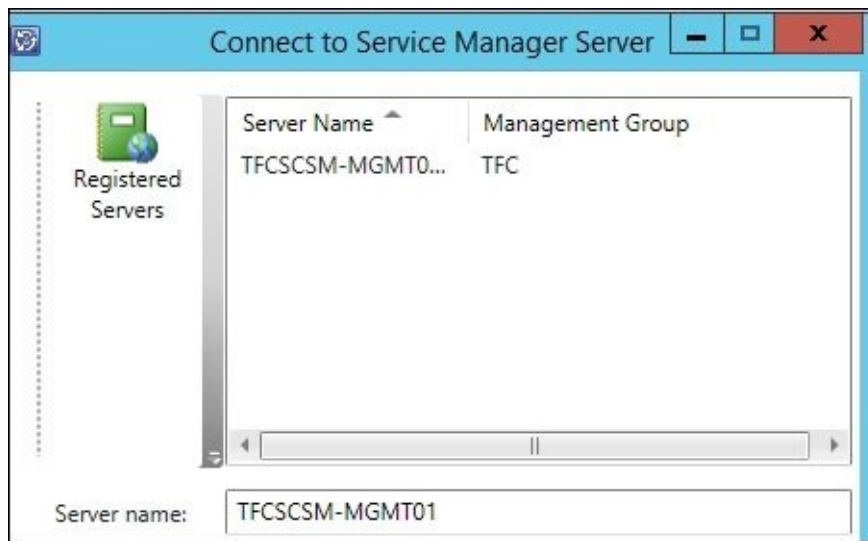 Connect to Service Manager Server
Registered
Servers
Server Name Management Group
TFCSCSM-MGMT0... TFC
Server name: TFCSCSM-MGMT01